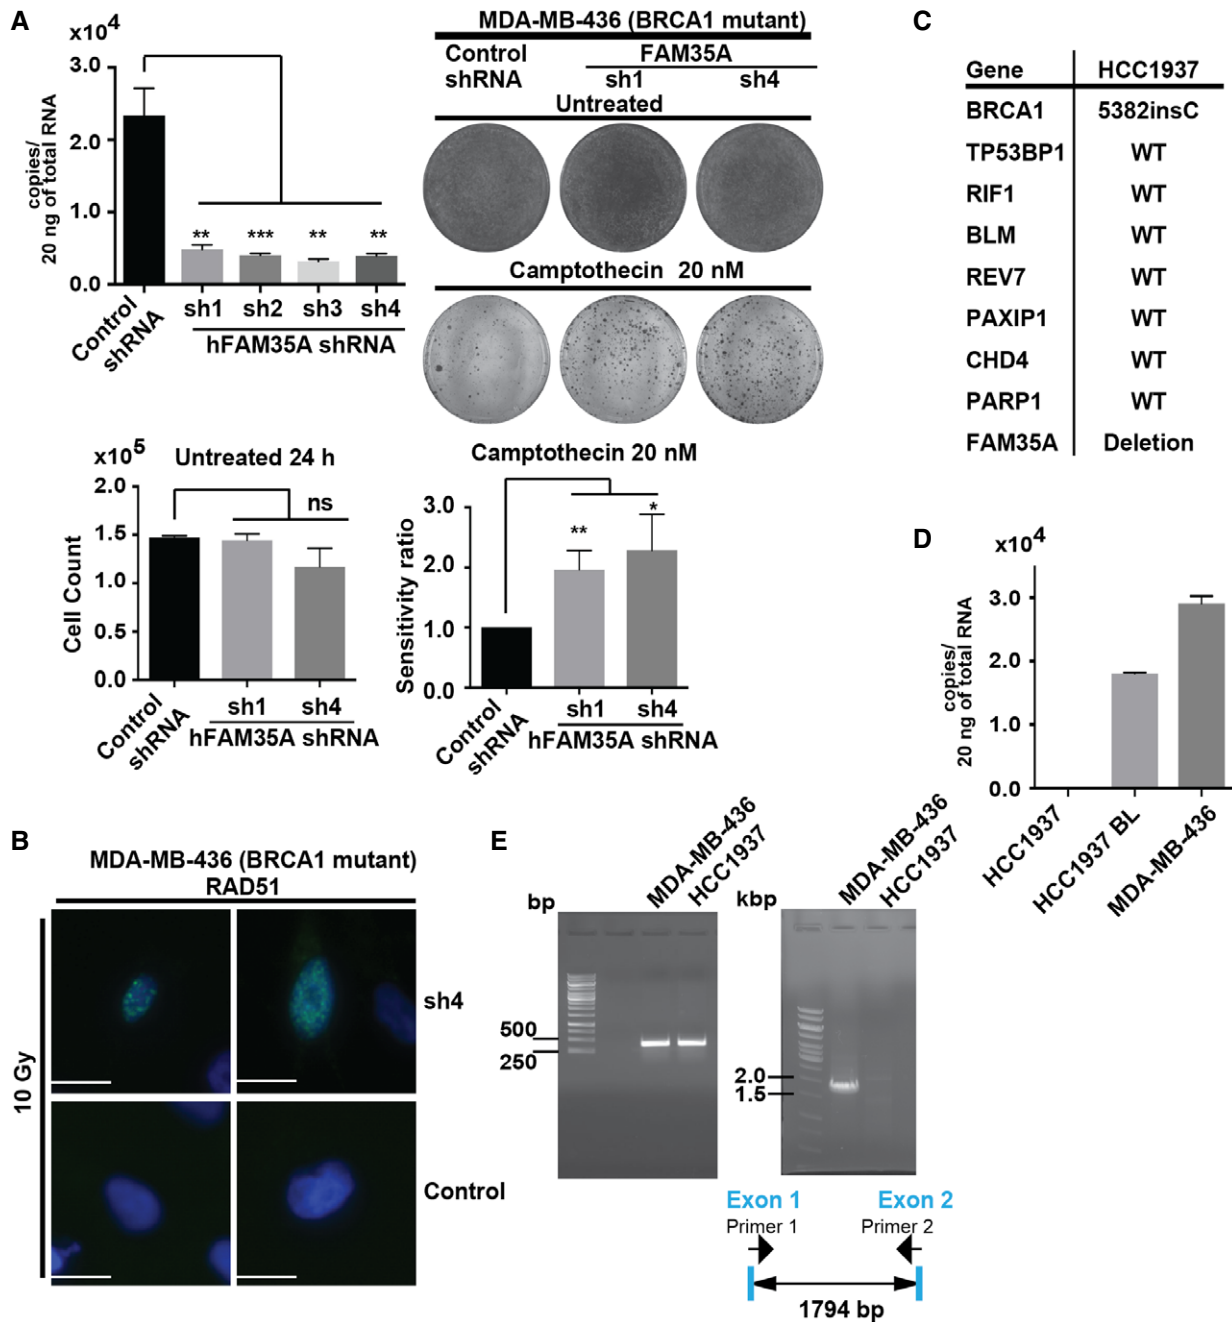 A
x10^4
copies/
20 ng of total RNA
2.0
1.0
0.0
** *** ** **
Control
shRNA
sh1 sh2 sh3 sh4
hFAM35A shRNA
MDA-MB-436 (BRCA1 mutant)
Control
shRNA
FAM35A
sh1 sh4
Untreated
Camptothecin 20 nM
x10^5
Untreated 24 h
Cell Count
2.0
1.5
1.0
0.5
0.0
ns
Control
shRNA
sh1 sh4
hFAM35A shRNA
Camptothecin 20 nM
Sensitivity ratio
3.0
2.0
1.0
0.0
** *
Control
shRNA
sh1 sh4
hFAM35A shRNA
B
MDA-MB-436 (BRCA1 mutant)
RAD51
10 Gy
sh4
Control
C
Gene HCC1937
BRCA1 5382insC
TP53BP1 WT
RIF1 WT
BLM WT
REV7 WT
PAXIP1 WT
CHD4 WT
PARP1 WT
FAM35A Deletion
D
x10^4
copies/
20 ng of total RNA
3.0
2.0
1.0
0.0
HCC1937
HCC1937 BL
MDA-MB-436
E
bp
MDA-MB-436
HCC1937
500
250
kbp
MDA-MB-436
HCC1937
2.0
1.5
Exon 1 Exon 2
Primer 1 Primer 2
1794 bp